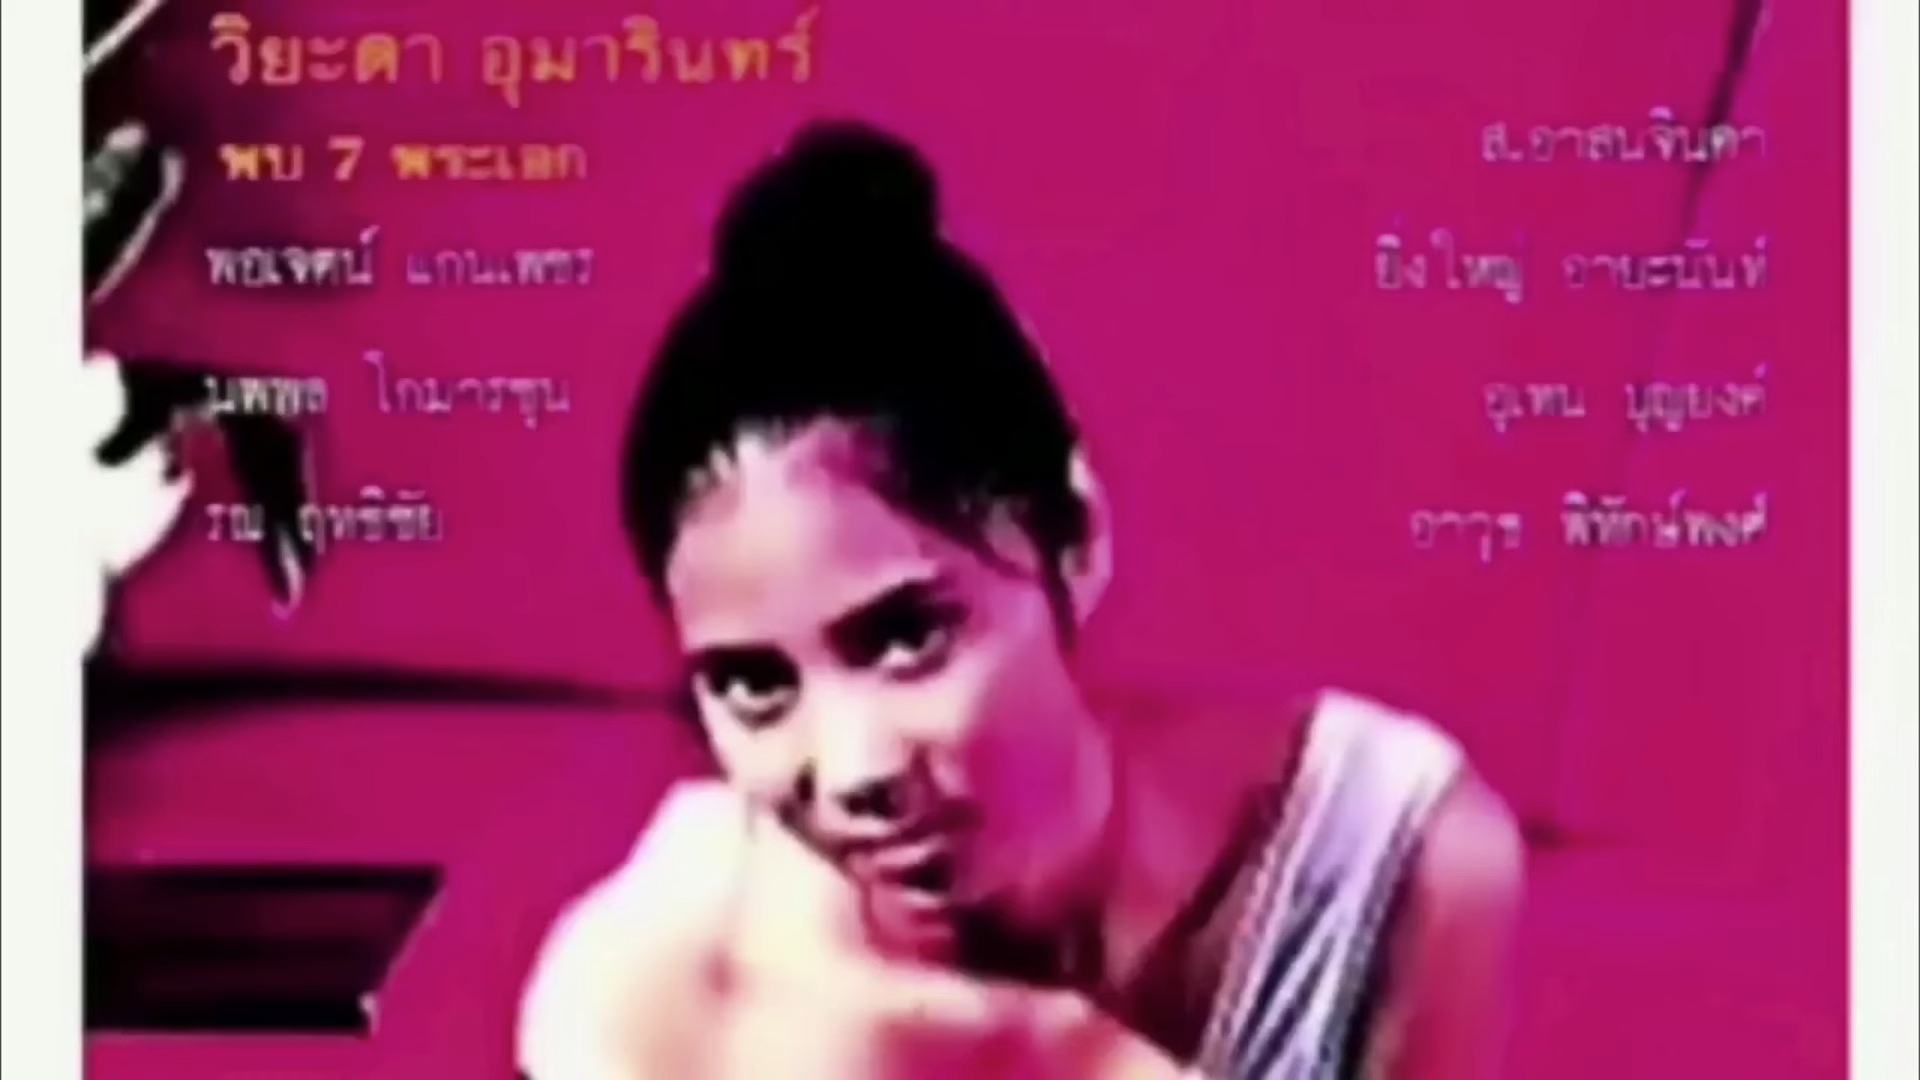 วิยะดา อุมารินทร์
พบ 7 พระเอก
พอเจตน์ แก่นเพชร
นพพล โกมารชุน
รณ ฤทธิชัย
ส.อาสนจินดา
ยิ่งใหญ่ อายะนันท์
อุเทน บุญยงค์
อาวุธ พิทักษ์พงศ์